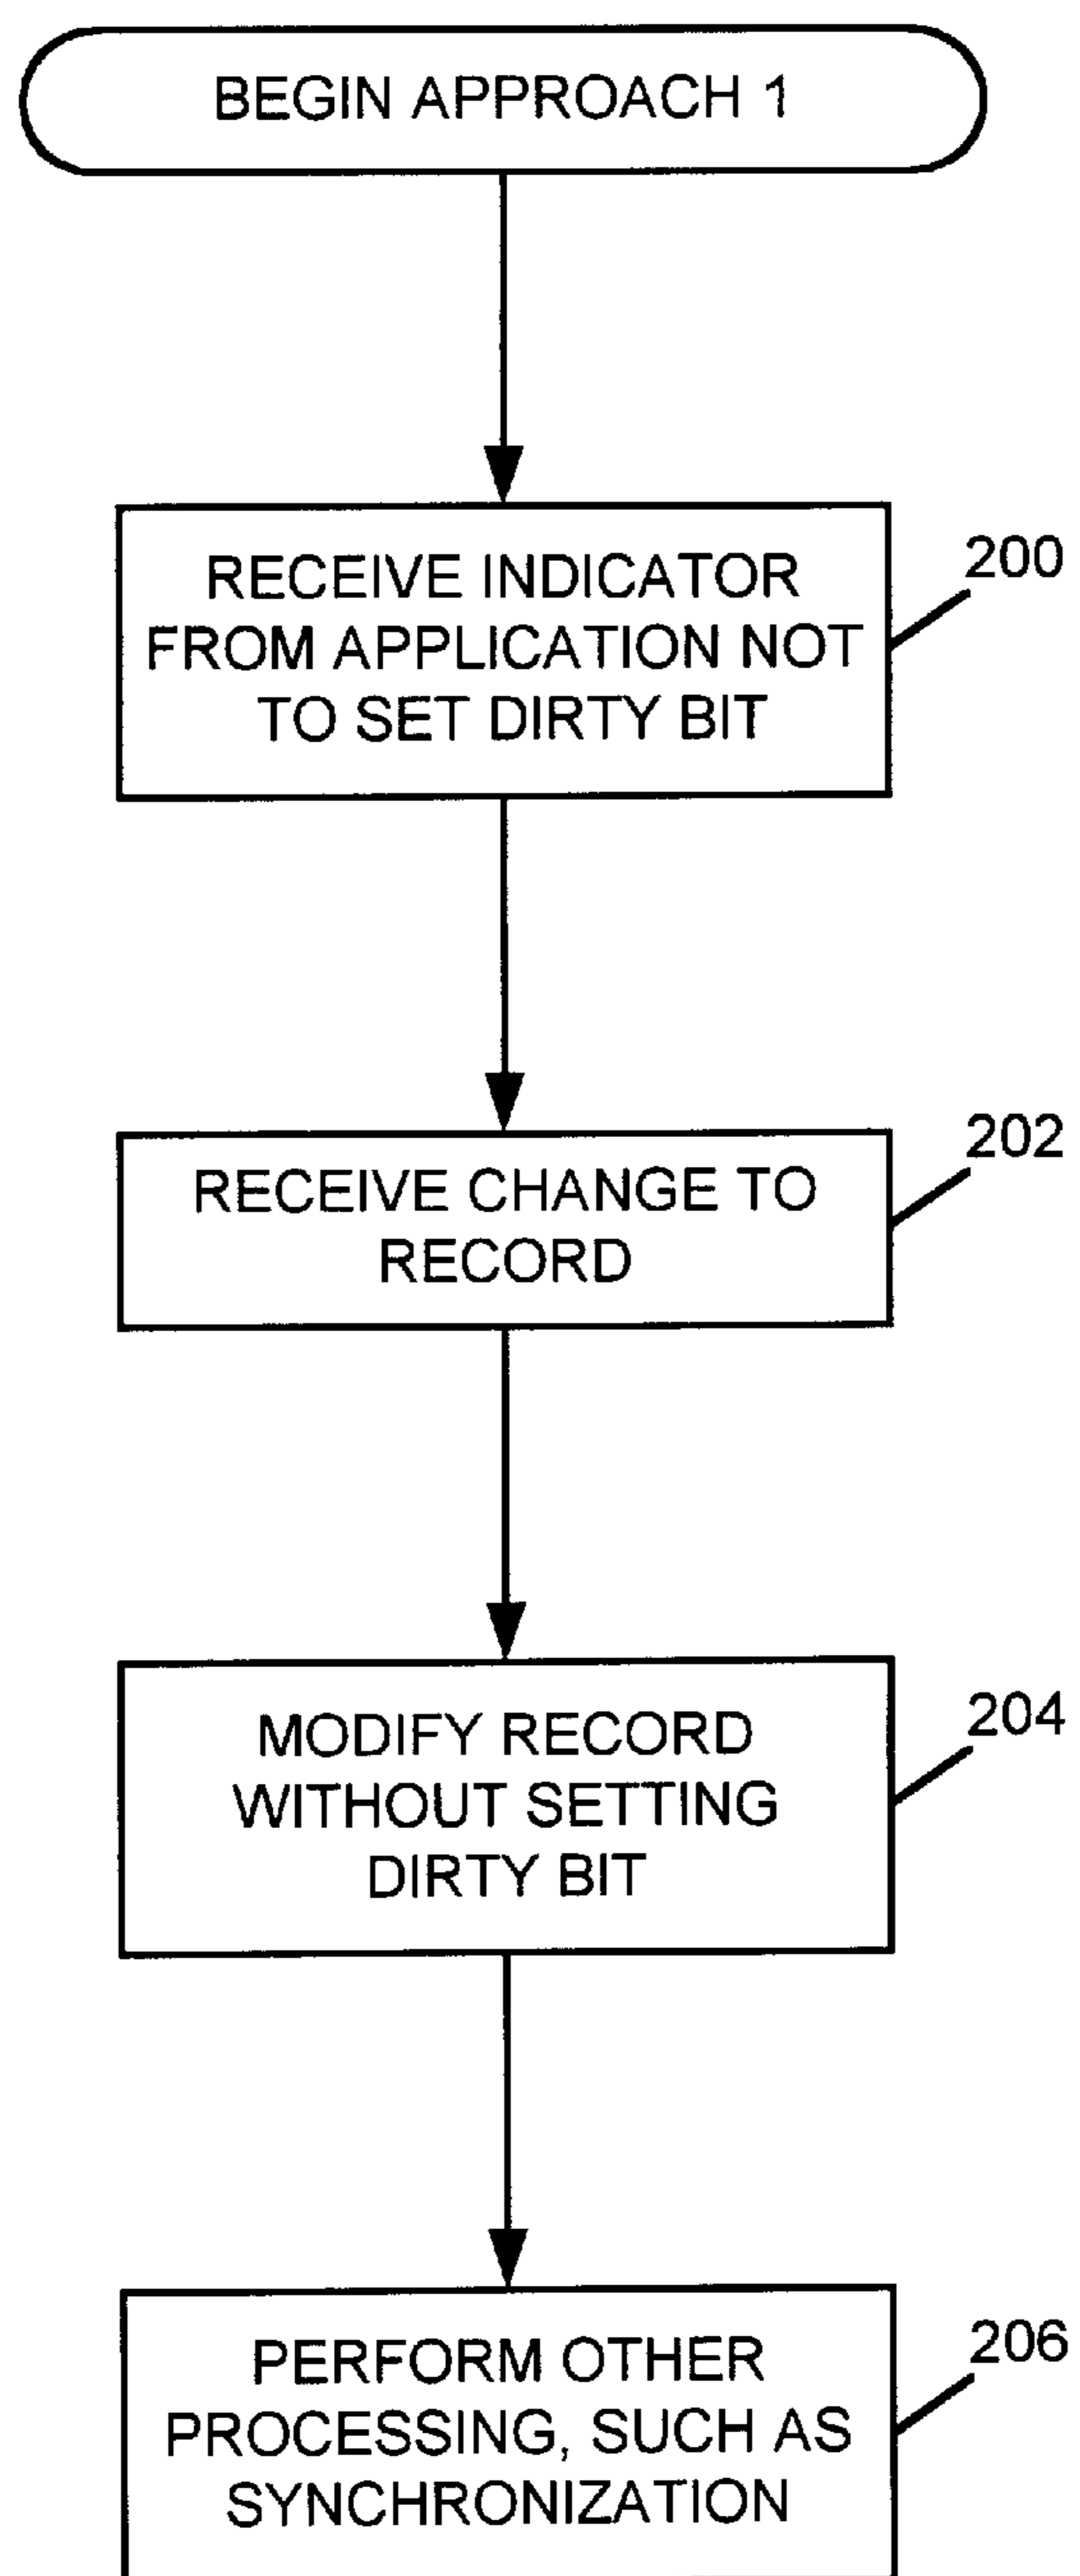 BEGIN APPROACH 1
RECEIVE INDICATOR
FROM APPLICATION NOT
TO SET DIRTY BIT
200
RECEIVE CHANGE TO
RECORD
202
MODIFY RECORD
WITHOUT SETTING
DIRTY BIT
204
PERFORM OTHER
PROCESSING, SUCH AS
SYNCHRONIZATION
206